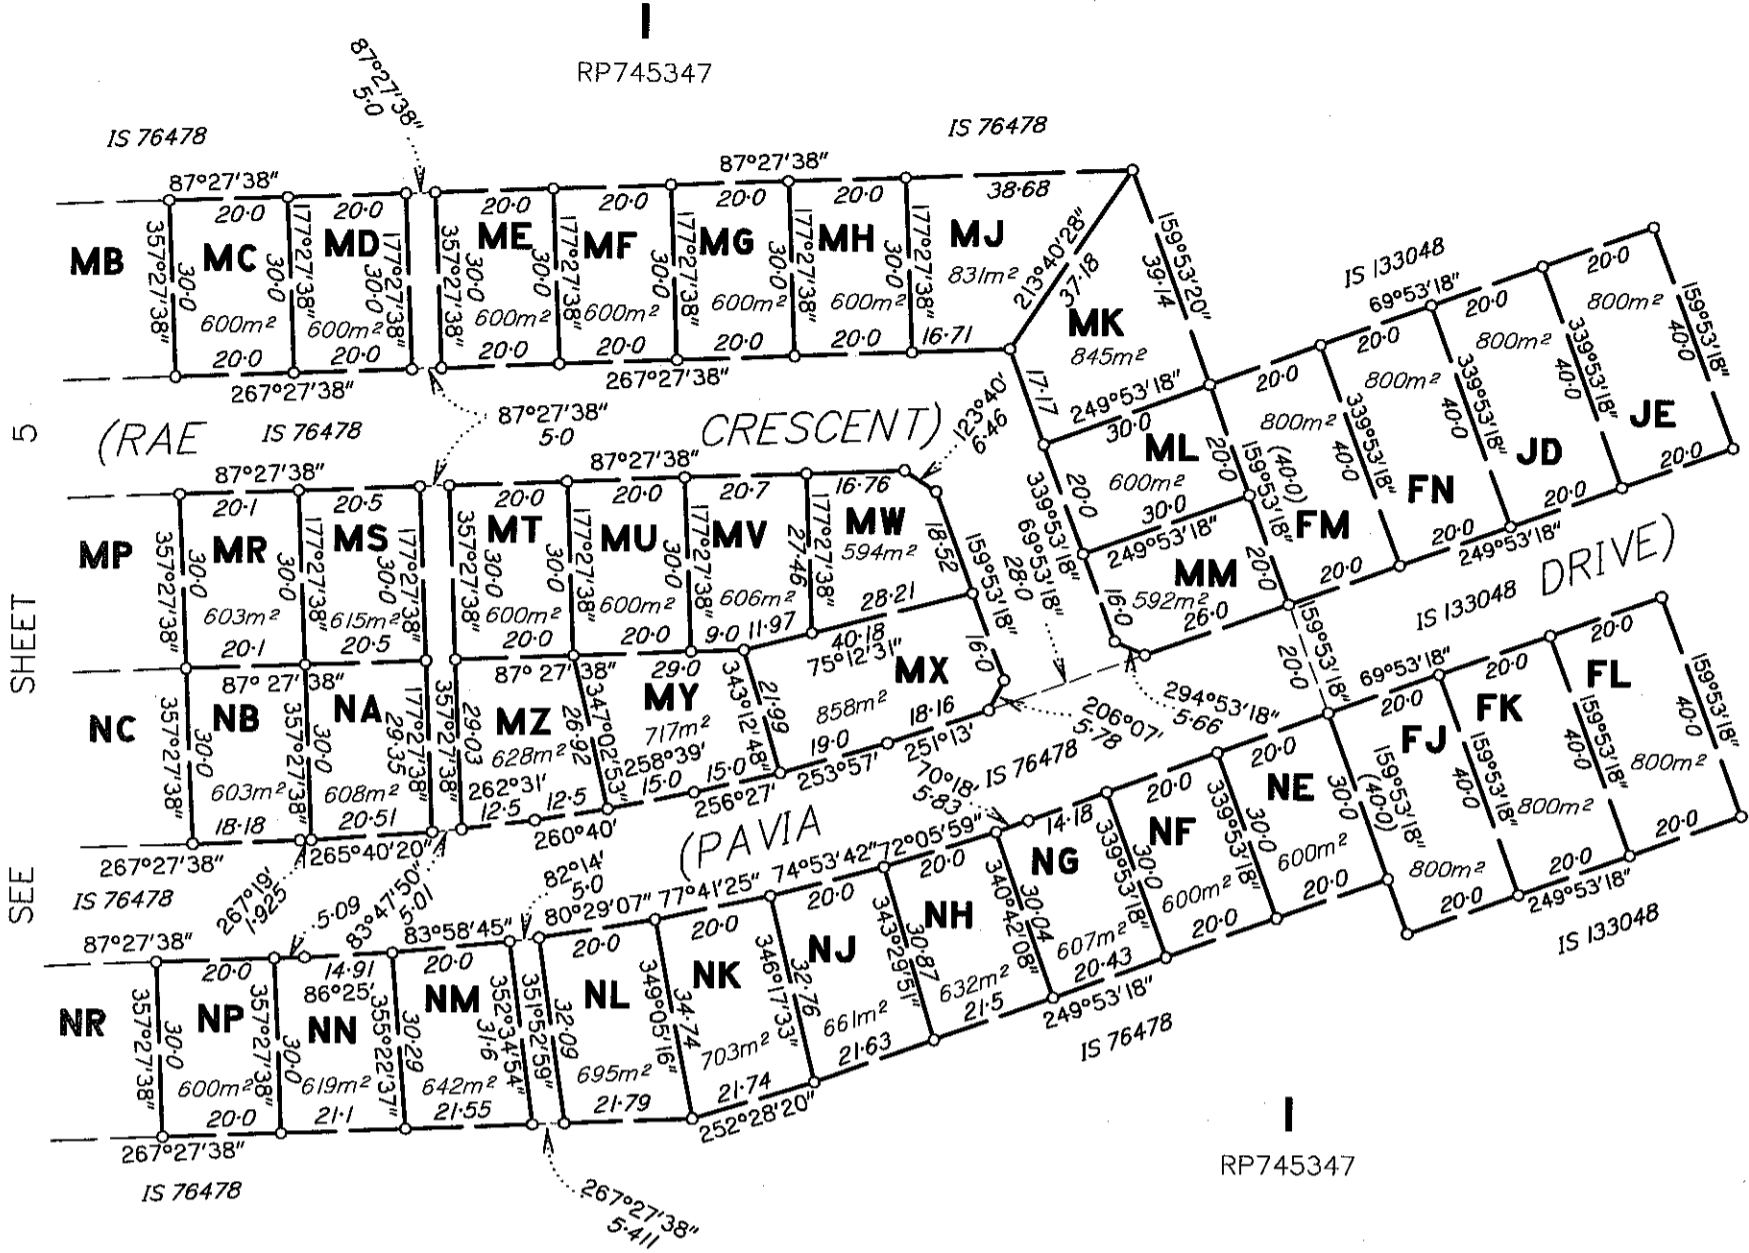 I
RP745347
87°27'38"
5·0
IS 76478
IS 76478
87°27'38"
87°27'38"
20·0
20·0
20·0
20·0
20·0
20·0
38·68
MB
357°27'38"
30·0
MC
30·0
600m²
177°27'38"
MD
30·0
600m²
177°27'38"
357°27'38"
30·0
ME
30·0
600m²
177°27'38"
MF
600m²
30·0
177°27'38"
MG
600m²
30·0
MH
600m²
30·0
177°27'38"
MJ
831m²
213°40'28"
37·18
159°53'20"
39·14
MK
845m²
20·0
20·0
20·0
20·0
20·0
20·0
16·71
267°27'38"
267°27'38"
IS 133048
69°53'18"
20·0
20·0
20·0
20·0
800m²
800m²
800m²
800m²
159°53'18"
40·0
339°53'18"
40·0
339°53'18"
40·0
339°53'18"
40·0
JE
JD
FN
FM
(40·0)
159°53'18"
20·0
20·0
20·0
20·0
249°53'18"
17·17
249°53'18"
30·0
ML
600m²
20·0
20·0
30·0
249°53'18"
339°53'18"
MM
592m²
16·0
26·0
20·0
5
SHEET
SEE
(RAE
IS 76478
CRESCENT)
87°27'38"
5·0
123°40'
6·46
87°27'38"
87°27'38"
20·1
20·5
20·0
20·0
20·7
16·76
MP
357°27'38"
30·0
MR
30·0
603m²
20·1
177°27'38"
MS
30·0
615m²
20·5
177°27'38"
357°27'38"
MT
30·0
600m²
20·0
177°27'38"
MU
600m²
30·0
20·0
177°27'38"
MV
606m²
9·0
11·97
27·46
177°27'38"
MW
594m²
18·52
28·21
159°53'18"
69°53'18"
28·0
40·18
75°12'31"
16·0
MX
858m²
18·16
19·0
251°13'
253°57'
206°07'
5·78
294°53'18"
5·66
159°53'18"
20·0
IS 133048
DRIVE)
NC
357°27'38"
30·0
87°27'38"
NB
603m²
18·18
357°27'38"
NA
30·0
608m²
20·51
29·35
177°27'38"
357°27'38"
29·03
87°27'38"
MZ
628m²
262°31'
12·5
12·5
260°40'
26·92
347°02'53"
29·0
MY
717m²
258°39'
15·0
15·0
256°27'
343°12'48"
21·99
267°27'38"
IS 76478
267°19'
1·925
265°40'20"
5·09
83°47'50"
5·01
82°14'
5·0
(PAVIA
IS 76478
70°18'
5·83
69°53'18"
20·0
20·0
20·0
FL
FK
FJ
800m²
800m²
800m²
159°53'18"
40·0
159°53'18"
40·0
159°53'18"
40·0
159°53'18"
(40·0)
30·0
20·0
20·0
20·0
249°53'18"
IS 133048
87°27'38"
20·0
14·91
86°25'
83°58'45"
20·0
80°29'07"
20·0
77°41'25"
20·0
74°53'42"
20·0
72°05'59"
20·0
14·18
20·0
20·0
NR
357°27'38"
30·0
NP
600m²
357°27'38"
30·0
NN
619m²
355°22'37"
30·29
NM
642m²
31·6
352°34'54"
351°52'59"
32·09
NL
695m²
349°05'16"
34·74
NK
703m²
346°17'33"
32·76
NJ
661m²
343°29'51"
30·87
NH
632m²
340°42'08"
30·04
NG
607m²
339°53'18"
30·0
NF
600m²
339°53'18"
30·0
NE
600m²
20·0
21·1
21·55
21·79
21·74
21·63
21·5
20·43
20·0
20·0
267°27'38"
IS 76478
252°28'20"
249°53'18"
IS 76478
267°27'38"
5·411
I
RP745347